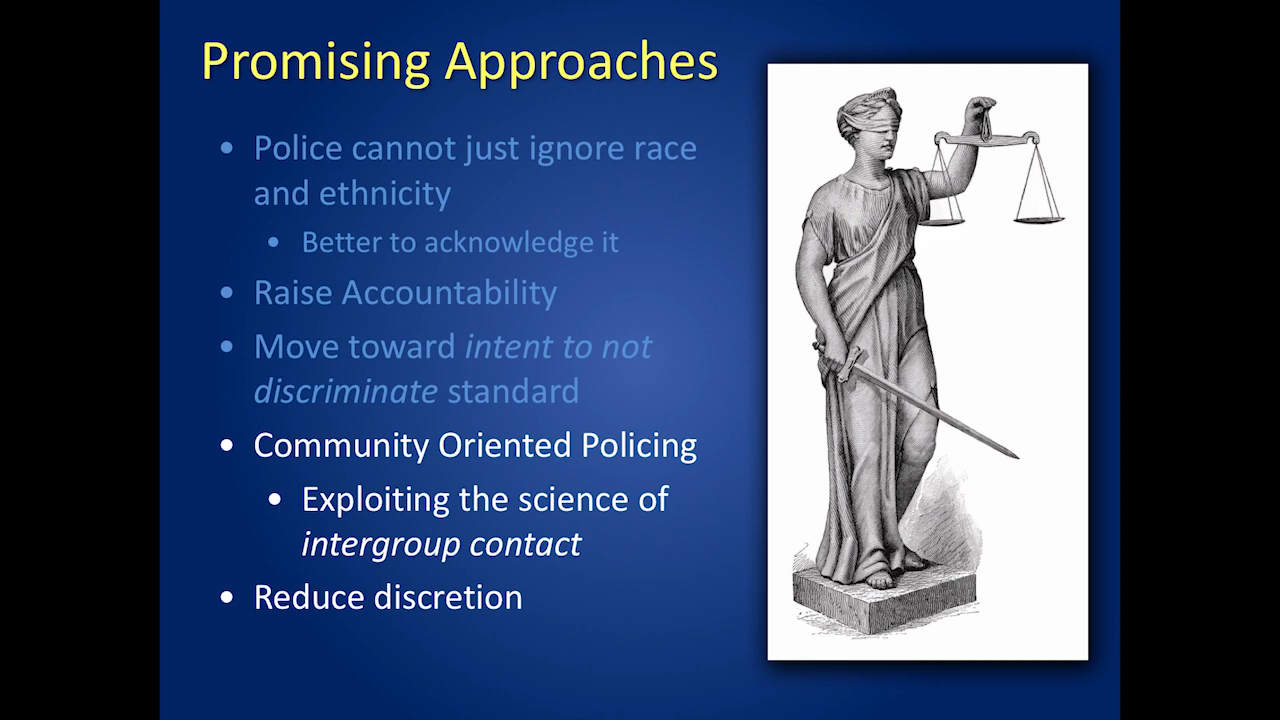 Promising Approaches
• Police cannot just ignore race
and ethnicity
• Better to acknowledge it
• Raise Accountability
• Move toward intent to not
discriminate standard
• Community Oriented Policing
• Exploiting the science of
intergroup contact
• Reduce discretion